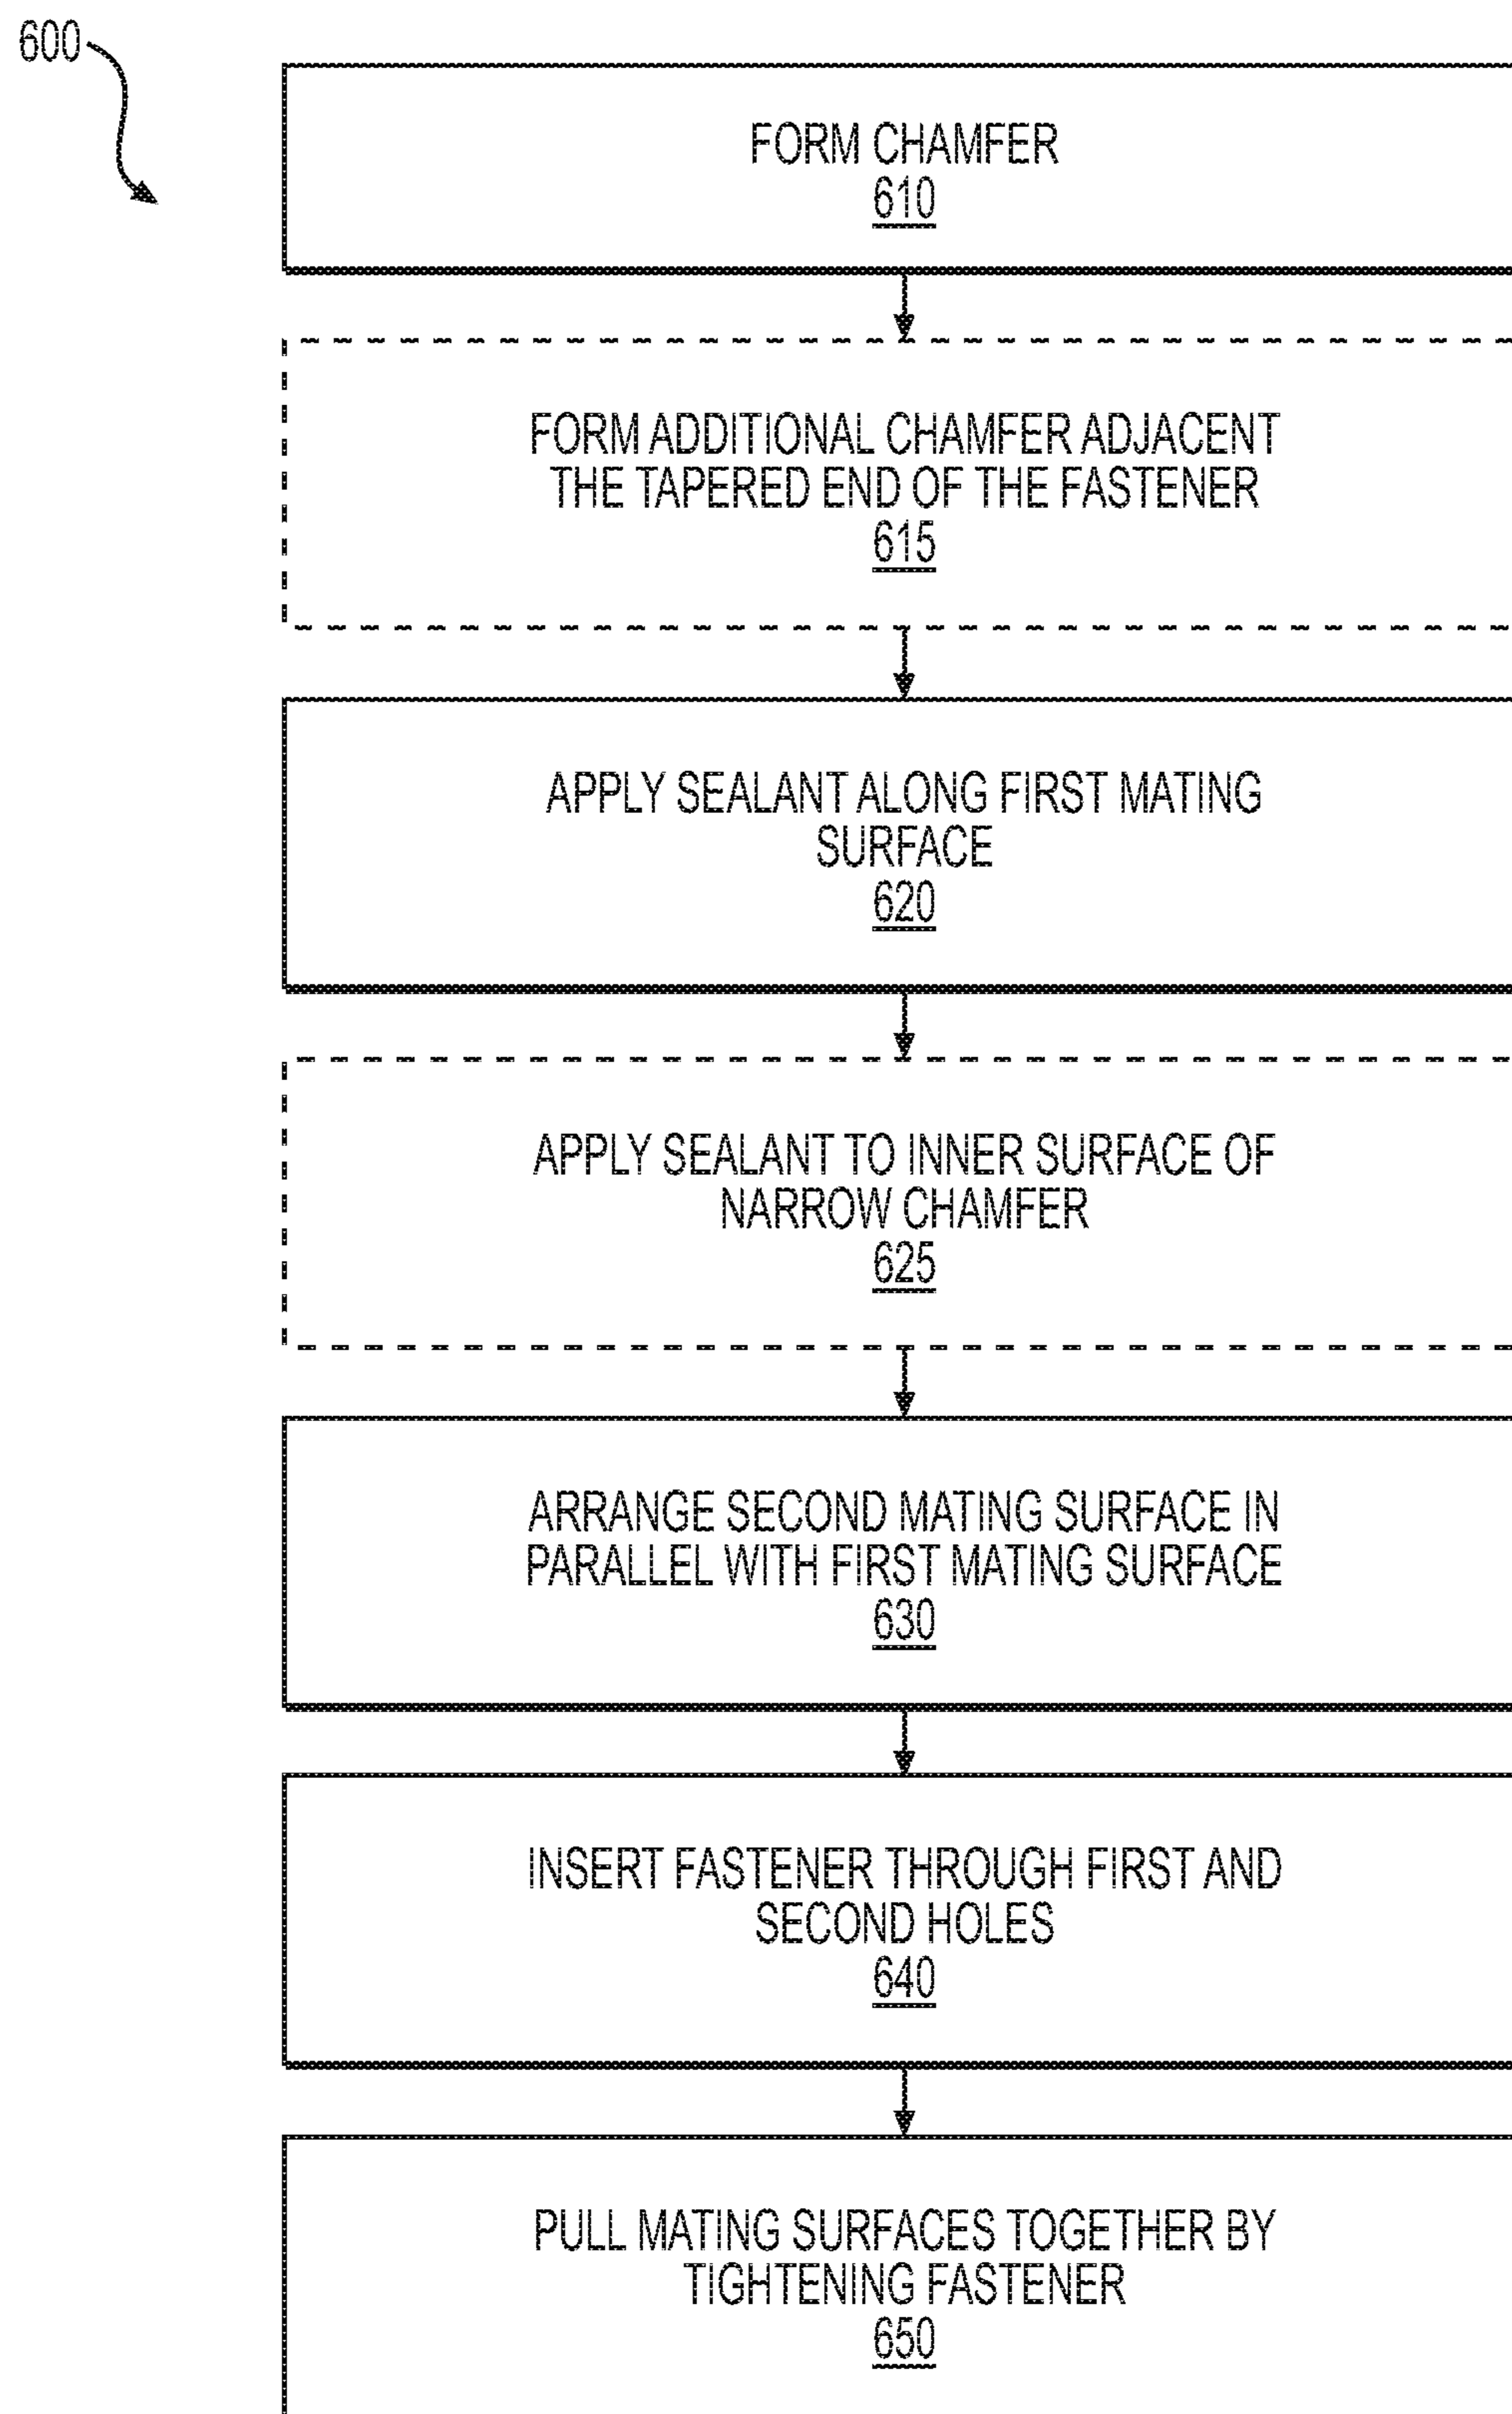 600
FORM CHAMFER
610
FORM ADDITIONAL CHAMFER ADJACENT
THE TAPERED END OF THE FASTENER
615
APPLY SEALANT ALONG FIRST MATING
SURFACE
620
APPLY SEALANT TO INNER SURFACE OF
NARROW CHAMFER
625
ARRANGE SECOND MATING SURFACE IN
PARALLEL WITH FIRST MATING SURFACE
630
INSERT FASTENER THROUGH FIRST AND
SECOND HOLES
640
PULL MATING SURFACES TOGETHER BY
TIGHTENING FASTENER
650